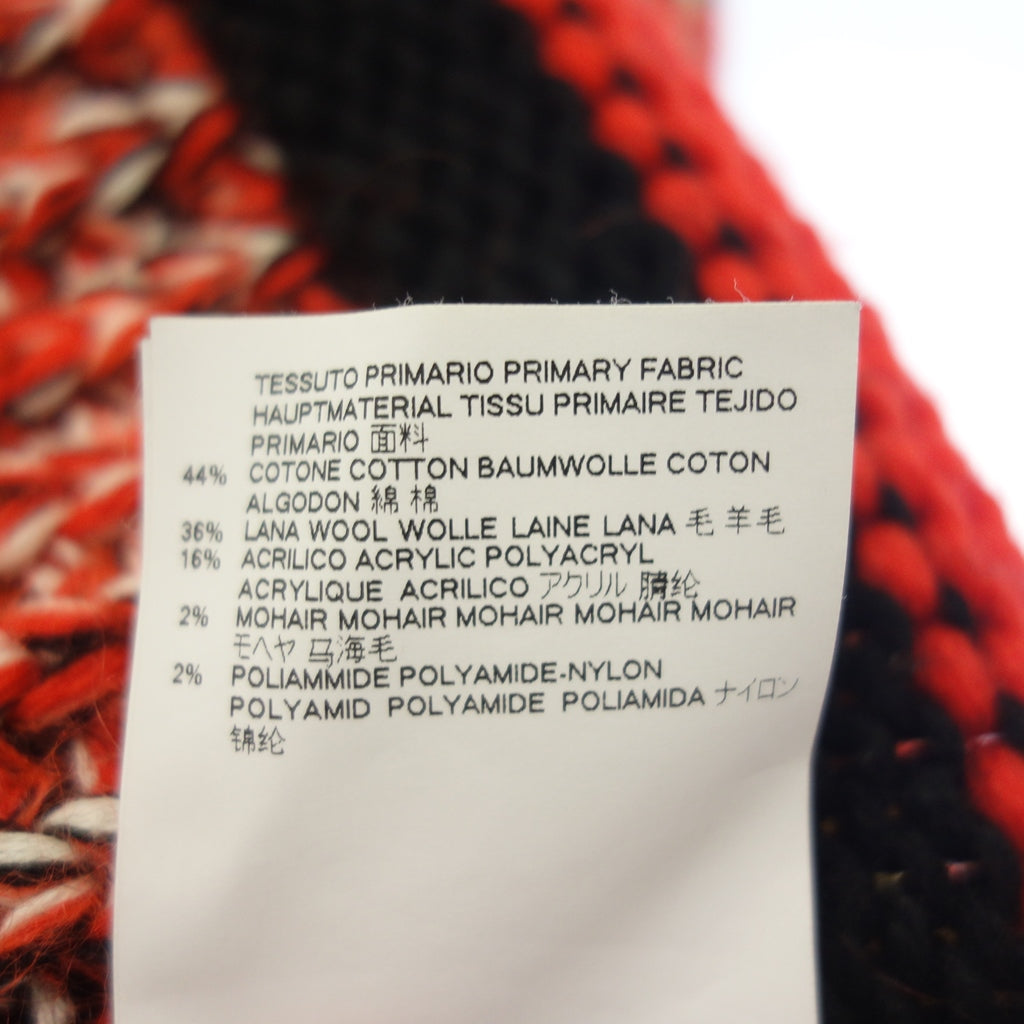 TESSUTO PRIMARIO PRIMARY FABRIC
HAUPTMATERIAL TISSU PRIMAIRE TEJIDO
PRIMARIO 面料
44% COTONE COTTON BAUMWOLLE COTON
ALGODON 綿 棉
36% LANA WOOL WOLLE LAINE LANA 毛 羊毛
16% ACRILICO ACRYLIC POLYACRYL
ACRYLIQUE ACRILICO アクリル 腈纶
2% MOHAIR MOHAIR MOHAIR MOHAIR MOHAIR
モヘヤ 马海毛
2% POLIAMMIDE POLYAMIDE-NYLON
POLYAMID POLYAMIDE POLIAMIDA ナイロン
锦纶